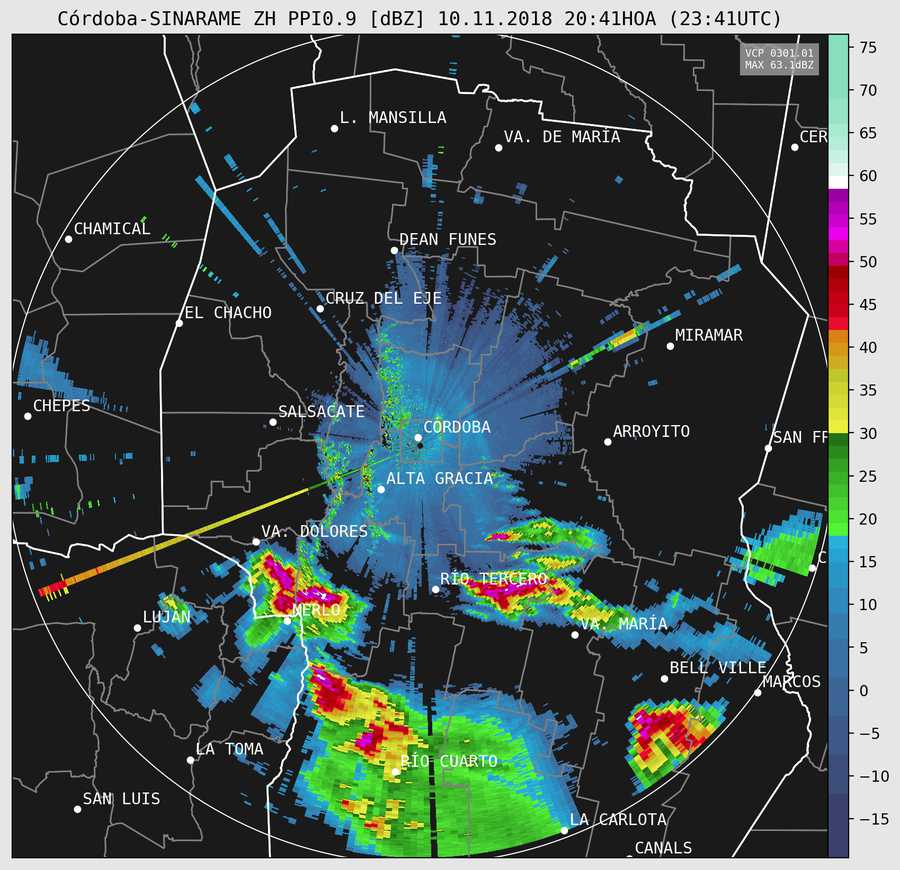 Córdoba-SINARAME ZH PPI0.9 [dBZ] 10.11.2018 20:41HOA (23:41UTC)
VCP 0301.01
MAX 63.1dBZ
75
70
65
60
55
50
45
40
35
30
25
20
15
10
5
0
−5
−10
−15
L. MANSILLA
VA. DE MARÍA
CER
CHAMICAL
DEAN FUNES
CRUZ DEL EJE
EL CHACHO
MIRAMAR
CHEPES
SALSACATE
CÓRDOBA
ARROYITO
SAN FR
ALTA GRACIA
VA. DOLORES
C
RÍO TERCERO
MERLO
LUJAN
VA. MARÍA
BELL VILLE
MARCOS
LA TOMA
RÍO CUARTO
SAN LUIS
LA CARLOTA
CANALS